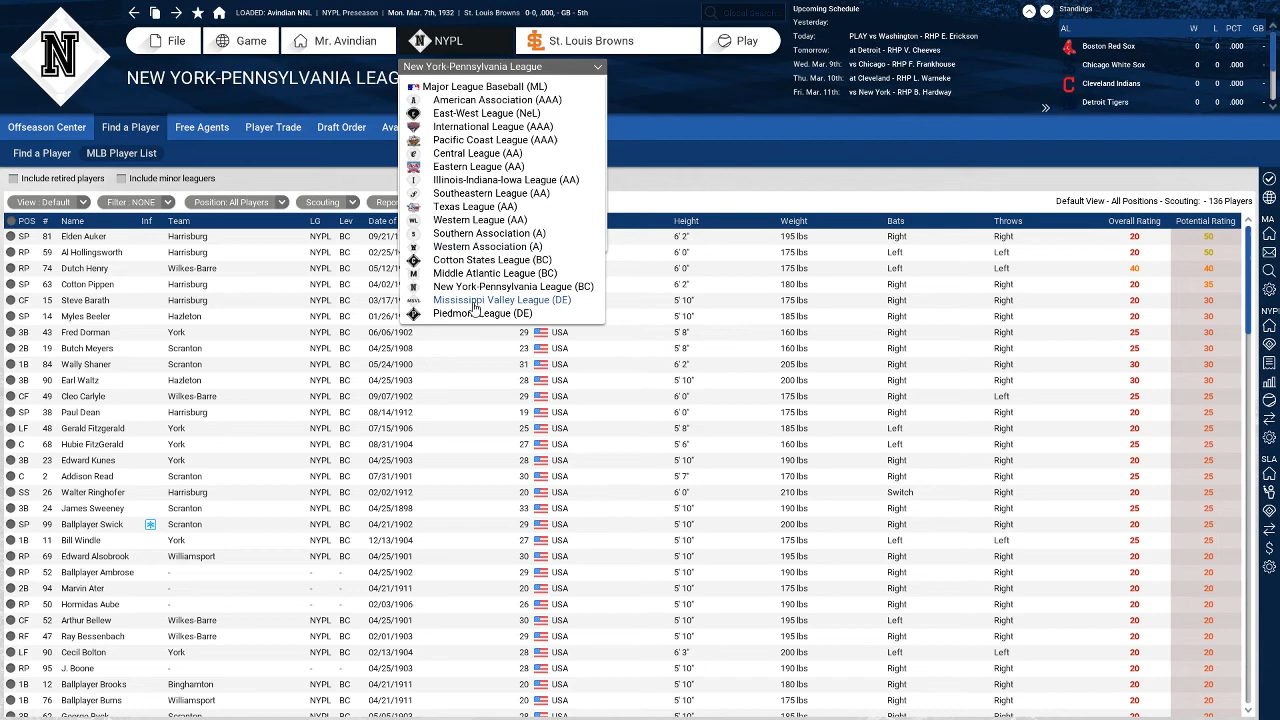 LOADED: Avindian NNL | NYPL Preseason | Mon. Mar. 7th, 1932 | St. Louis Browns - 0-0, .000, - GB - 5th
Global Search
File
Game
Mr. Avindian
NYPL
St. Louis Browns
Play
NEW YORK-PENNSYLVANIA LEAG
New York-Pennsylvania League
Major League Baseball (ML)
American Association (AAA)
East-West League (NeL)
International League (AAA)
Pacific Coast League (AAA)
Central League (AA)
Eastern League (AA)
Illinois-Indiana-Iowa League (AA)
Southeastern League (AA)
Texas League (AA)
Western League (AA)
Southern Association (A)
Western Association (A)
Cotton States League (BC)
Middle Atlantic League (BC)
New York-Pennsylvania League (BC)
Mississippi Valley League (DE)
Piedmont League (DE)
Upcoming Schedule
Yesterday:
Today: PLAY vs Washington - RHP E. Erickson
Tomorrow: at Detroit - RHP V. Cheeves
Wed. Mar. 9th: vs Chicago - RHP F. Frankhouse
Thu. Mar. 10th: at Cleveland - RHP L. Warneke
Fri. Mar. 11th: vs New York - RHP B. Hardway
Standings
AL W L PCT GB
Boston Red Sox 0 0 .000 -
Chicago White Sox 0 0 .000 -
Cleveland Indians 0 0 .000 -
Detroit Tigers 0 0 .000 -
Offseason Center Find a Player Free Agents Player Trade Draft Order Ava
Find a Player MLB Player List
Include retired players Include minor leaguers
View : Default Filter : NONE Position: All Players Scouting Repor
Default View All Positions - Scouting: - 136 Players
POS # Name Inf Team LG Lev Date of Height Weight Bats Throws Overall Rating Potential Rating
SP 81 Elden Auker Harrisburg NYPL BC 09/21/1 6' 2" 195 lbs Right Right 20 50
RP 59 Al Hollingsworth Harrisburg NYPL BC 02/25/1 6' 0" 175 lbs Left Left 20 50
RP 74 Dutch Henry Wilkes-Barre NYPL BC 05/12/1 6' 0" 175 lbs Left Left 40 40
SP 63 Cotton Pippen Harrisburg NYPL BC 04/02/1 6' 2" 180 lbs Right Right 20 35
CF 15 Steve Barath Harrisburg NYPL BC 03/17/1 5' 10" 175 lbs Right Right 25 30
SP 14 Myles Beeler Hazleton NYPL BC 01/26/1 6' 2" 195 lbs Right Right 25 30
3B 43 Fred Dorman York NYPL BC 06/06/1902 29 USA 5' 8" 160 lbs Right Right 25 30
2B 19 Butch Meyers Scranton NYPL BC 04/25/1908 23 USA 5' 8" 165 lbs Right Right 25 30
1B 84 Wally Shaner Scranton NYPL BC 05/24/1900 31 USA 6' 2" 205 lbs Right Right 30 30
3B 90 Earl Waltz Hazleton NYPL BC 04/25/1903 28 USA 5' 10" 200 lbs Right Right 30 30
CF 49 Cleo Carlyle Wilkes-Barre NYPL BC 09/07/1902 29 USA 6' 0" 175 lbs Right Left 25 25
SP 38 Paul Dean Harrisburg NYPL BC 08/14/1912 19 USA 6' 0" 175 lbs Right Right 20 25
LF 48 Gerald Fitzgerald York NYPL BC 07/15/1906 25 USA 5' 8" 175 lbs Left Right 25 25
C 68 Hubie FitzGerald York NYPL BC 08/31/1904 27 USA 5' 6" 160 lbs Left Right 25 25
3B 23 Edward Kunes York NYPL BC 04/25/1903 28 USA 5' 10" 190 lbs Right Right 25 25
C 2 Addison Read Scranton NYPL BC 07/31/1901 30 USA 5' 7" 160 lbs Right Right 25 25
SS 26 Walter Ringhofer Harrisburg NYPL BC 02/02/1912 20 USA 6' 0" 210 lbs Switch Right 20 25
3B 24 James Sweeney Scranton NYPL BC 04/25/1898 33 USA 5' 10" 190 lbs Right Right 25 25
SP 99 Ballplayer Swick Scranton NYPL BC 04/21/1902 29 USA 5' 10" 200 lbs Right Right 25 25
1B 11 Bill Windle York NYPL BC 12/13/1904 27 USA 5' 10" 175 lbs Left Left 25 25
RP 69 Edward Alsobrook Williamsport NYPL BC 04/25/1901 30 USA 5' 10" 195 lbs Right Right 20 20
RP 52 Ballplayer Ambrose - - - 04/25/1902 29 USA 5' 10" 195 lbs Right Right 20 20
2B 94 Marvin Ater - - - 04/21/1911 20 USA 5' 10" 175 lbs Right Right 20 20
RP 50 Hormidas Aube - - - 02/03/1906 26 USA 5' 10" 190 lbs Right Right 20 20
CF 52 Arthur Bellew Wilkes-Barre NYPL BC 04/25/1901 30 USA 5' 10" 190 lbs Right Right 20 20
RF 47 Ray Bessenbach Wilkes-Barre NYPL BC 02/01/1903 29 USA 5' 10" 195 lbs Right Right 20 20
LF 90 Cecil Bolton York NYPL BC 02/13/1904 28 USA 6' 3" 195 lbs Left Left 20 20
RP 95 J. Boone - - - 04/25/1903 28 USA 5' 10" 190 lbs Right Right 20 20
1B 12 Ballplayer Brooks Binghamton NYPL BC 04/21/1911 20 USA 5' 10" 180 lbs Right Right 20 20
1B 76 Ballplayer Burns Williamsport NYPL BC 04/21/1911 20 USA 5' 10" 175 lbs Right Right 20 20
NYPL
SLA